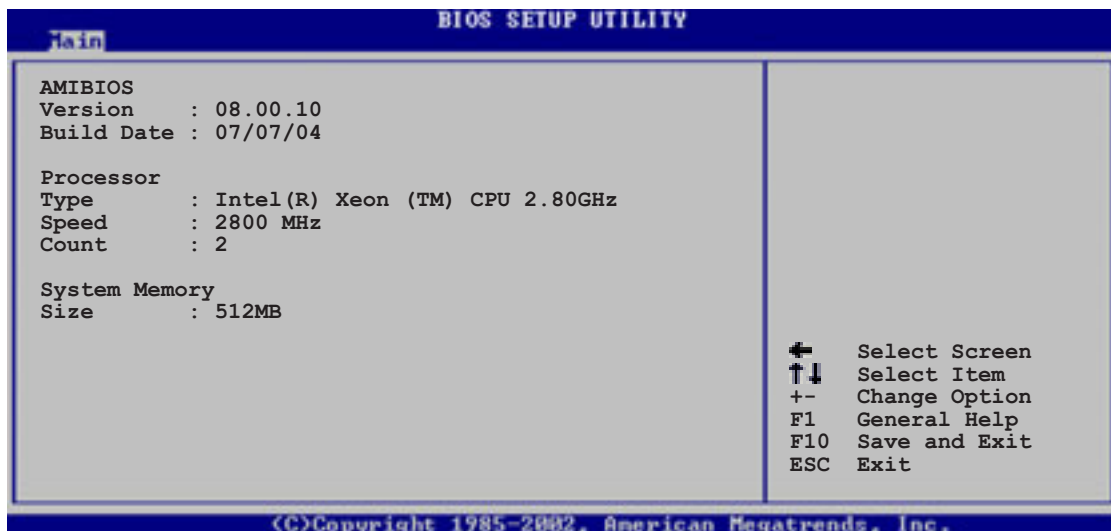 BIOS SETUP UTILITY
Main
AMIBIOS
Version : 08.00.10
Build Date : 07/07/04
Processor
Type : Intel(R) Xeon (TM) CPU 2.80GHz
Speed : 2800 MHz
Count : 2
System Memory
Size : 512MB
← Select Screen
↑↓ Select Item
+- Change Option
F1 General Help
F10 Save and Exit
ESC Exit
(C)Copyright 1985-2002, American Megatrends, Inc.